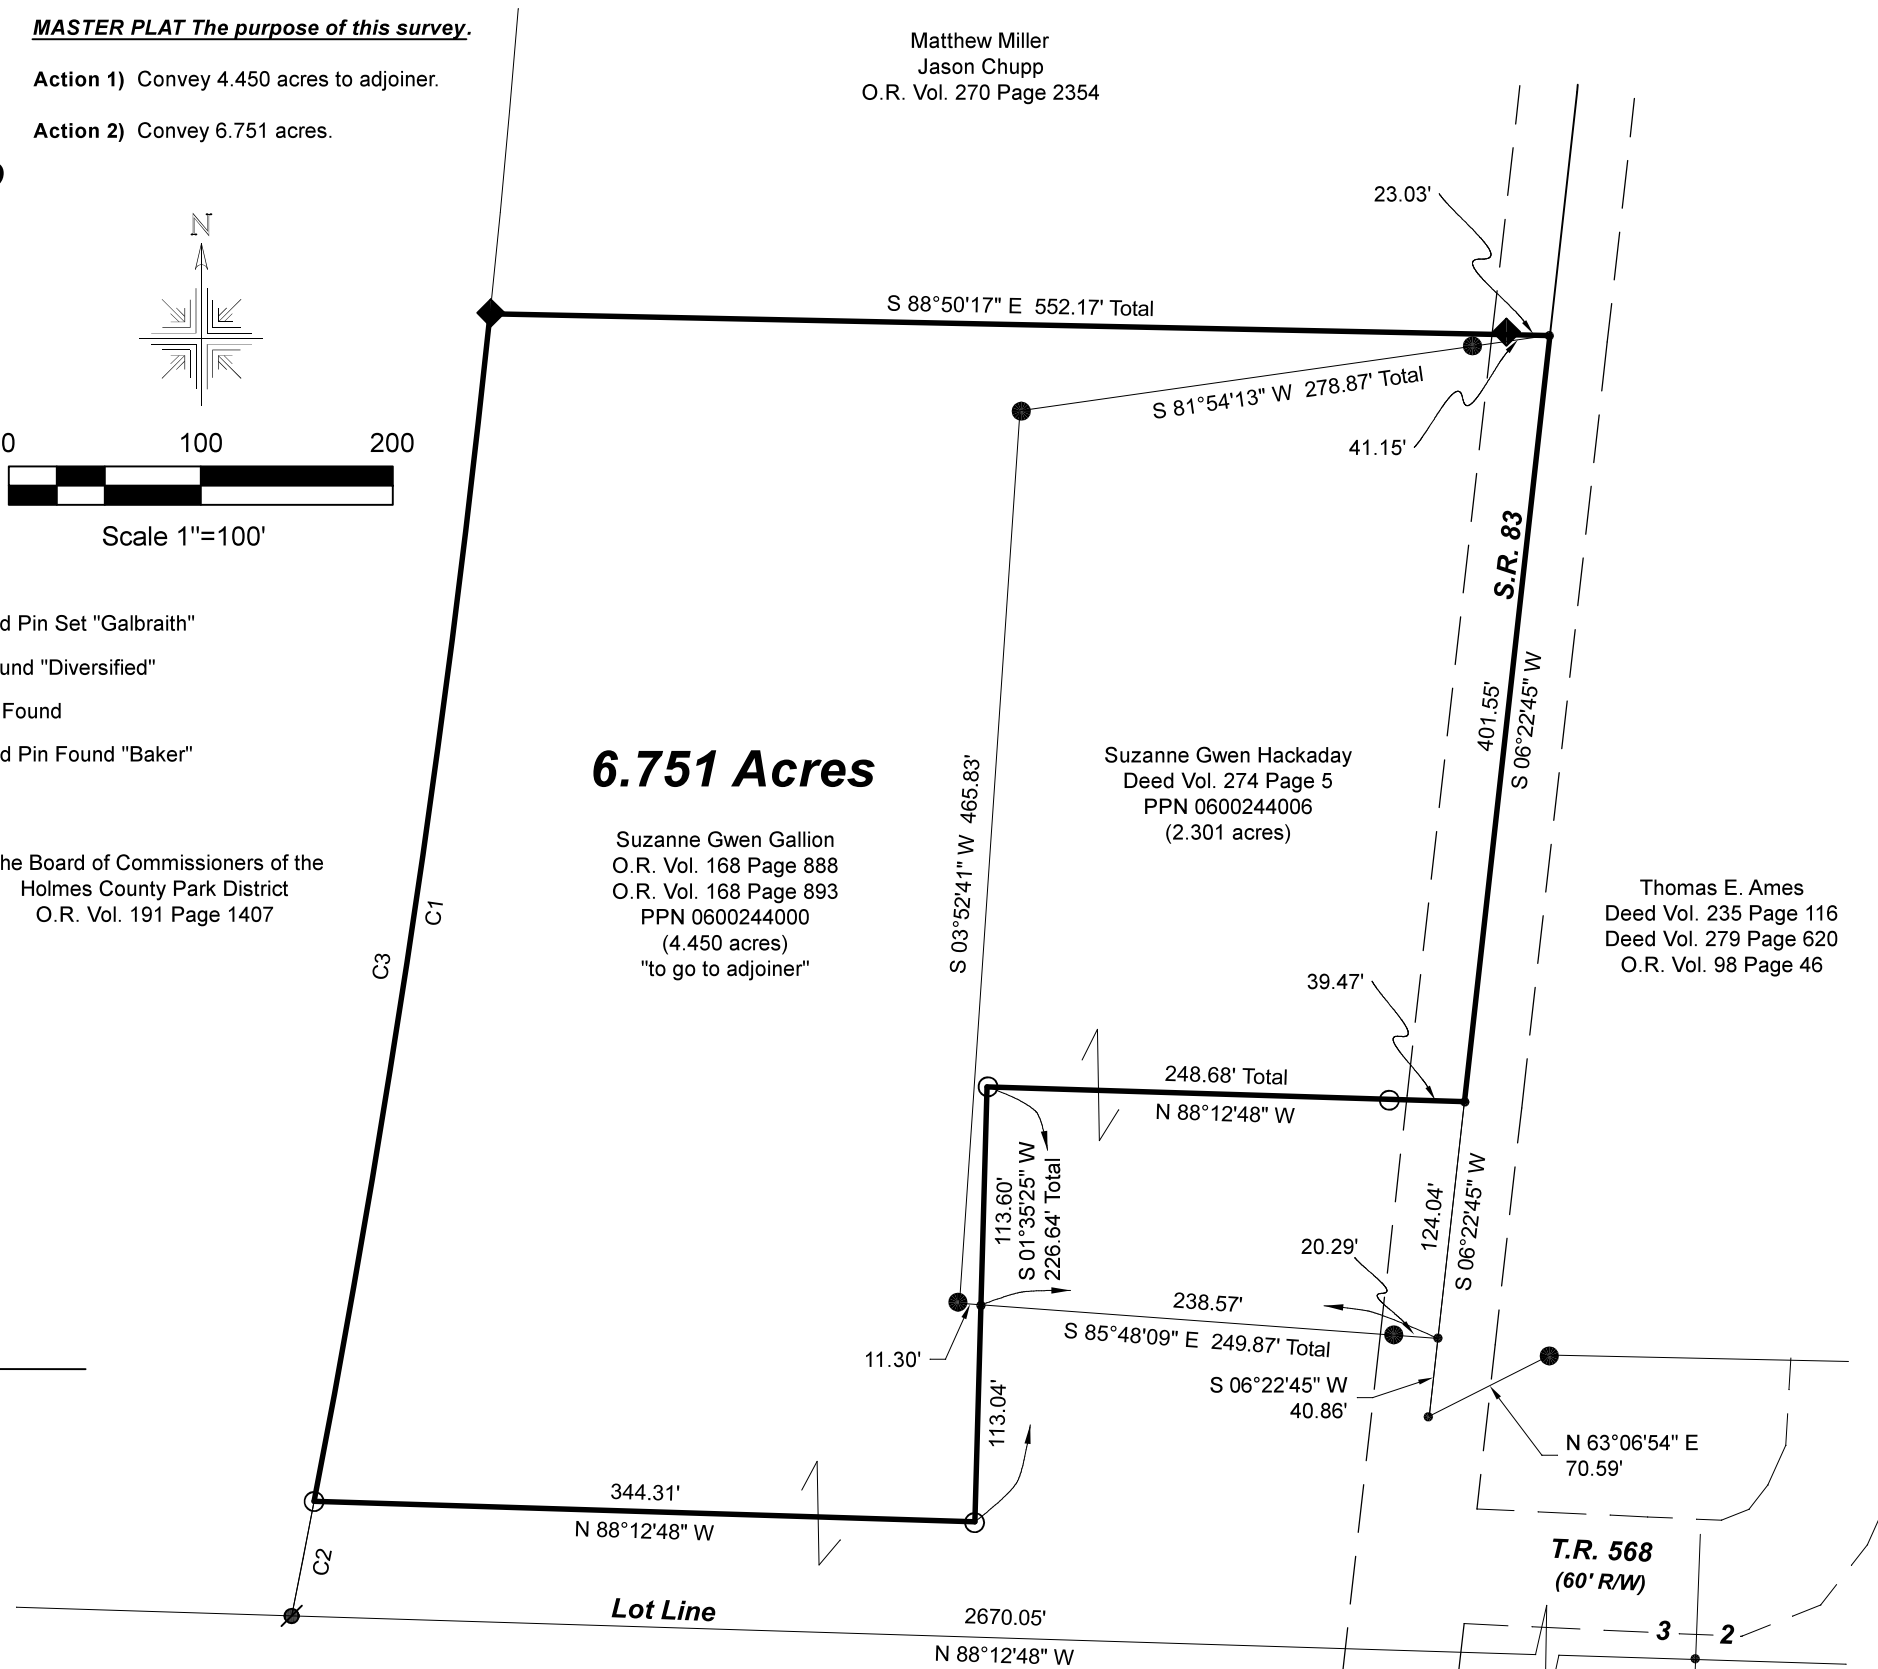 MASTER PLAT The purpose of this survey.
Action 1) Convey 4.450 acres to adjoiner.
Action 2) Convey 6.751 acres.
Matthew Miller
Jason Chupp
O.R. Vol. 270 Page 2354
N
0 100 200
Scale 1"=100'
23.03'
S 88°50'17" E 552.17' Total
S 81°54'13" W 278.87' Total
41.15'
S.R. 83
401.55'
S 06°22'45" W
d Pin Set "Galbraith"
und "Diversified"
Found
d Pin Found "Baker"
he Board of Commissioners of the
Holmes County Park District
O.R. Vol. 191 Page 1407
C3
C1
6.751 Acres
Suzanne Gwen Gallion
O.R. Vol. 168 Page 888
O.R. Vol. 168 Page 893
PPN 0600244000
(4.450 acres)
"to go to adjoiner"
S 03°52'41" W 465.83'
Suzanne Gwen Hackaday
Deed Vol. 274 Page 5
PPN 0600244006
(2.301 acres)
Thomas E. Ames
Deed Vol. 235 Page 116
Deed Vol. 279 Page 620
O.R. Vol. 98 Page 46
39.47'
248.68' Total
N 88°12'48" W
113.60'
S 01°35'25" W
226.64' Total
124.04'
S 06°22'45" W
20.29'
238.57'
S 85°48'09" E 249.87' Total
11.30'
S 06°22'45" W
40.86'
113.04'
N 63°06'54" E
70.59'
344.31'
N 88°12'48" W
C2
T.R. 568
(60' R/W)
Lot Line
2670.05'
N 88°12'48" W
3 2